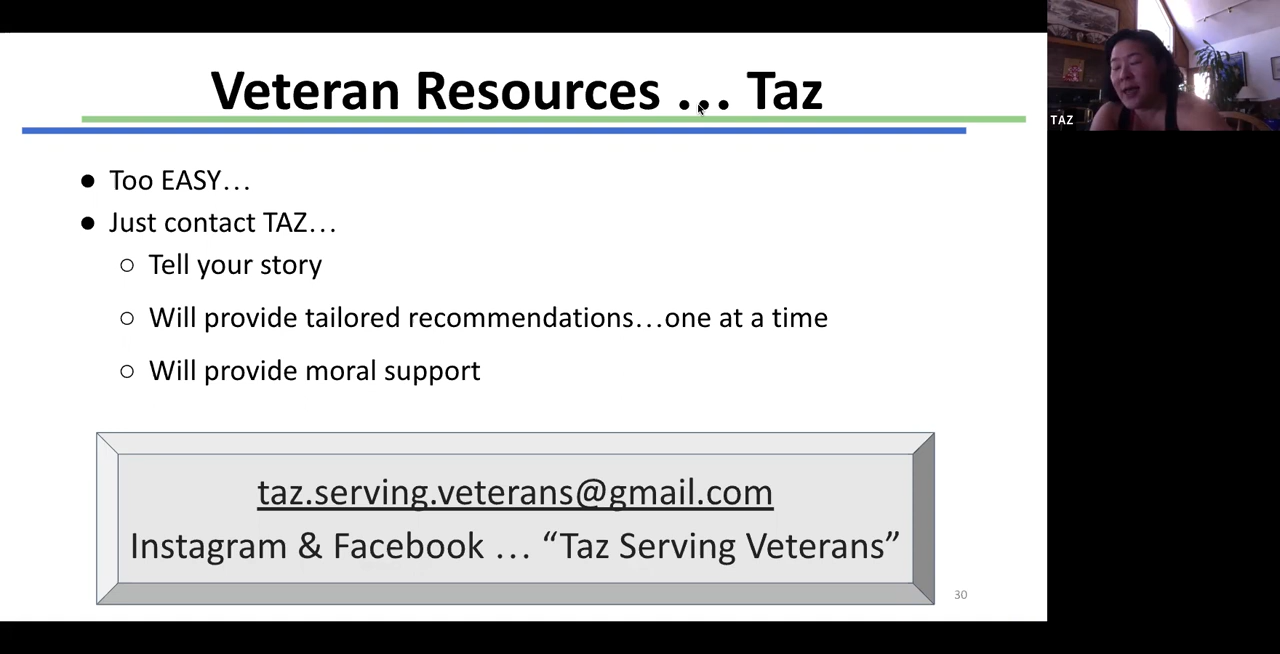 Veteran Resources … Taz
● Too EASY…
● Just contact TAZ…
○ Tell your story
○ Will provide tailored recommendations…one at a time
○ Will provide moral support
taz.serving.veterans@gmail.com
Instagram & Facebook … “Taz Serving Veterans”
30
TAZ